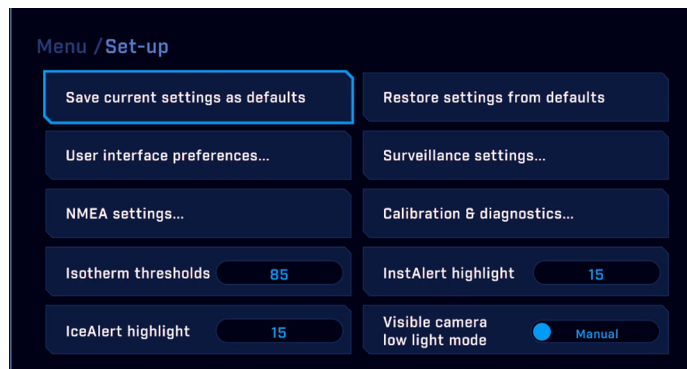 Menu /Set-up
Save current settings as defaults
Restore settings from defaults
User interface preferences...
Surveillance settings...
NMEA settings...
Calibration & diagnostics...
Isotherm thresholds 85
InstAlert highlight 15
IceAlert highlight 15
Visible camera
low light mode Manual